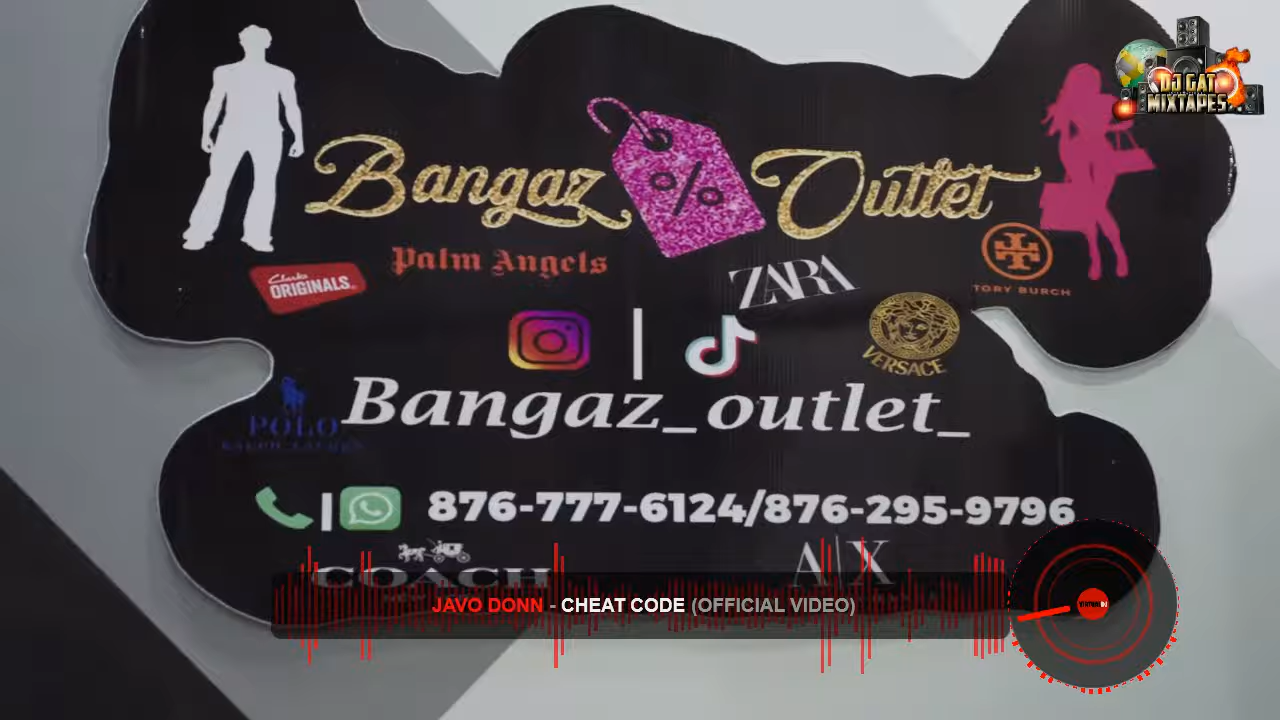 DJ GAT
MIXTAPES
Bangaz % Outlet
Clarks
ORIGINALS
Palm Angels
ZARA
TORY BURCH
VERSACE
Bangaz_outlet_
POLO
876-777-6124/876-295-9796
COACH
A|X
JAVO DONN - CHEAT CODE (OFFICIAL VIDEO)